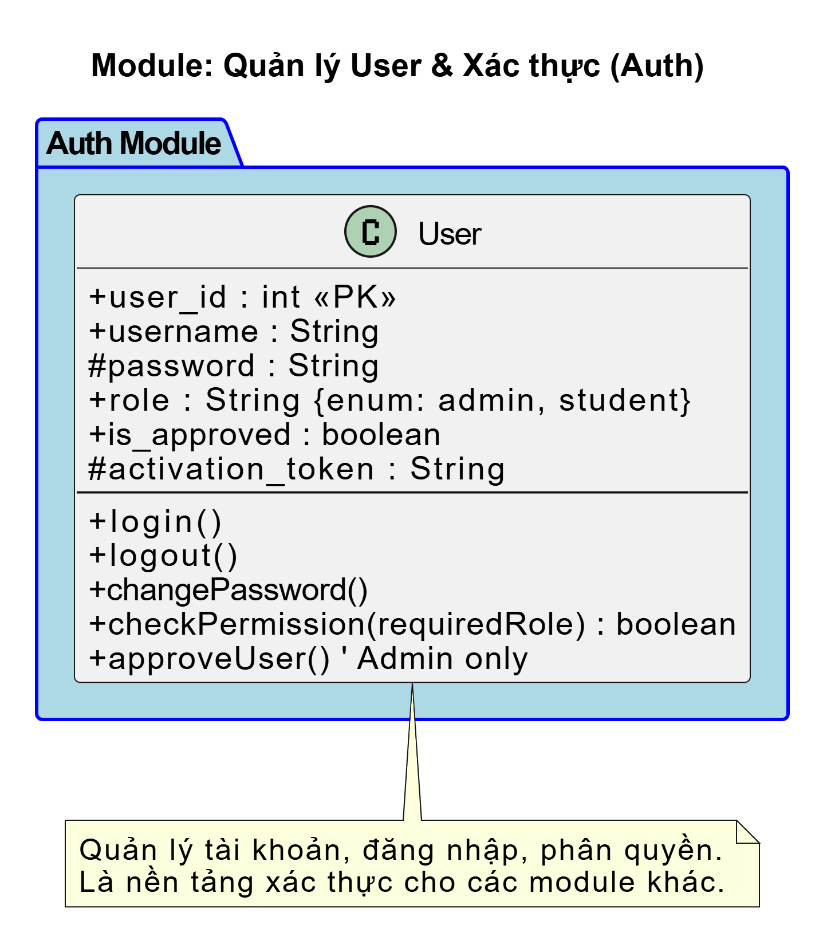 Module: Quản lý User & Xác thực (Auth)
Auth Module
C User
+user_id : int «PK»
+username : String
#password : String
+role : String {enum: admin, student}
+is_approved : boolean
#activation_token : String
+login()
+logout()
+changePassword()
+checkPermission(requiredRole) : boolean
+approveUser() ' Admin only
Quản lý tài khoản, đăng nhập, phân quyền.
Là nền tảng xác thực cho các module khác.